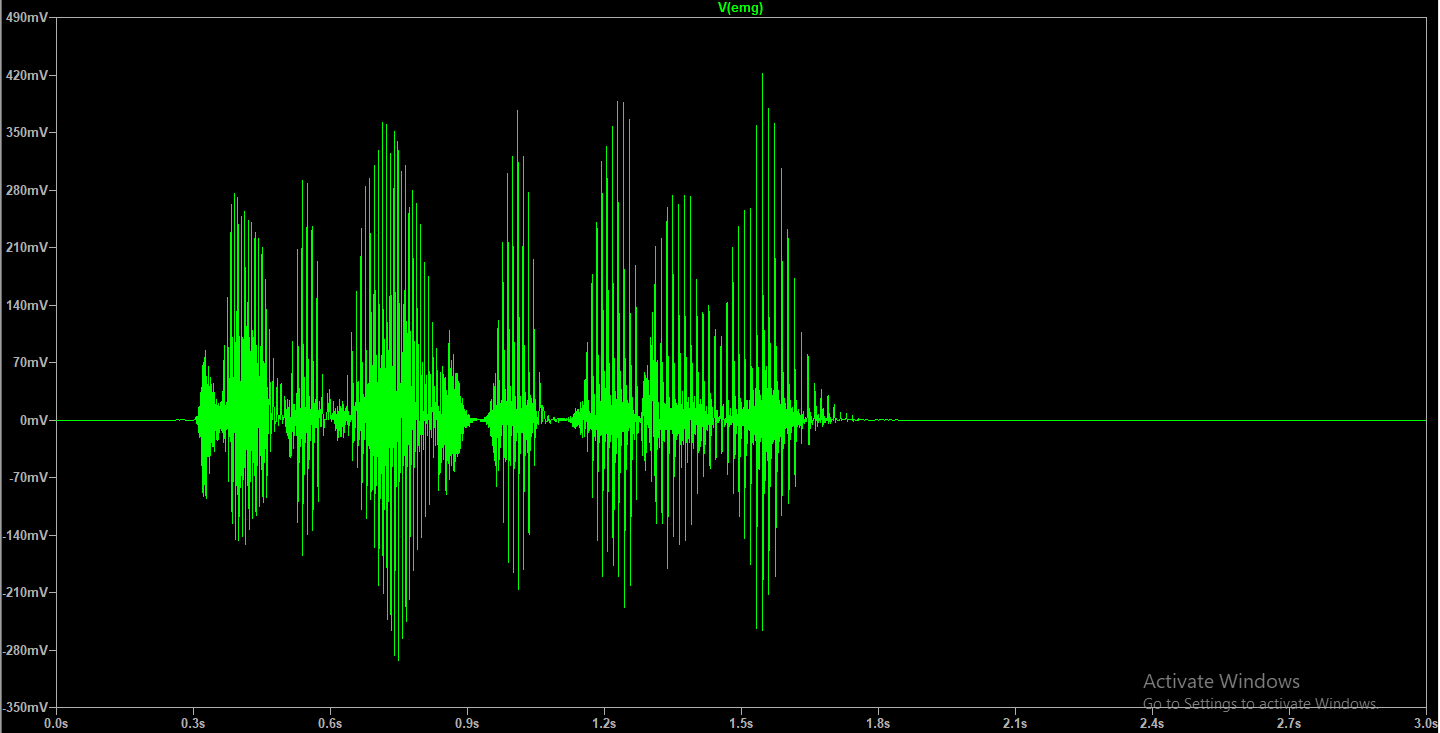 V(emg)
490mV
420mV
350mV
280mV
210mV
140mV
70mV
0mV
-70mV
-140mV
-210mV
-280mV
-350mV
0.0s 0.3s 0.6s 0.9s 1.2s 1.5s 1.8s 2.1s 2.4s 2.7s 3.0s
Activate Windows
Go to Settings to activate Windows.